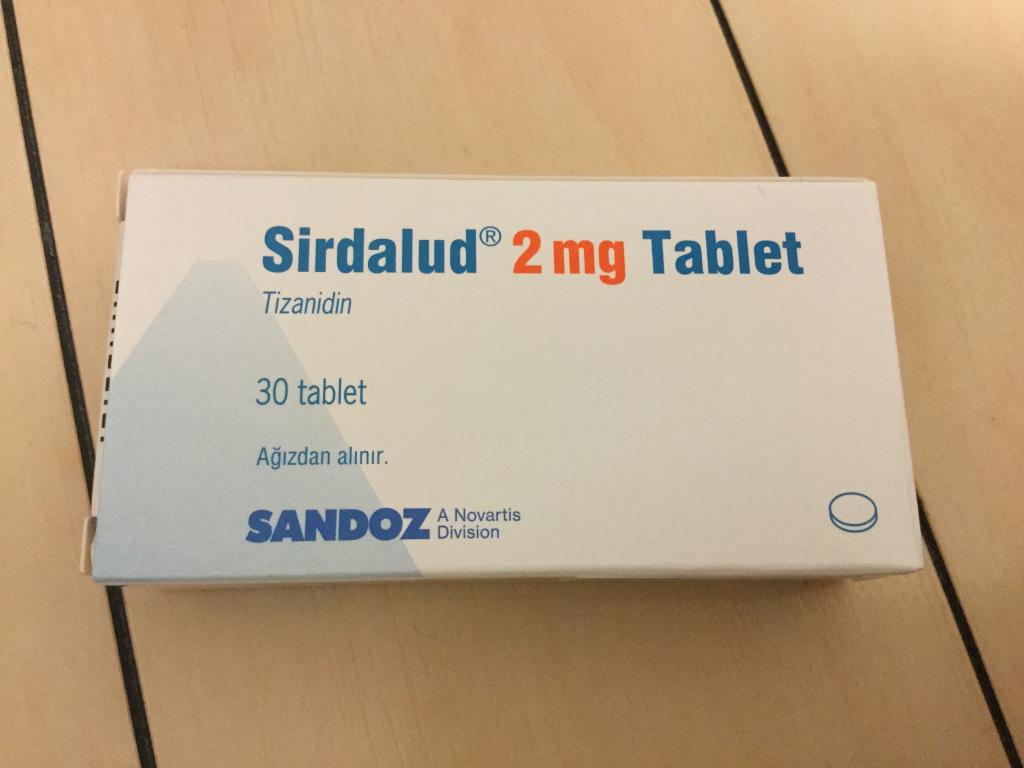 Sirdalud® 2 mg Tablet
Tizanidin
30 tablet
Ağızdan alınır.
SANDOZ A Novartis
Division